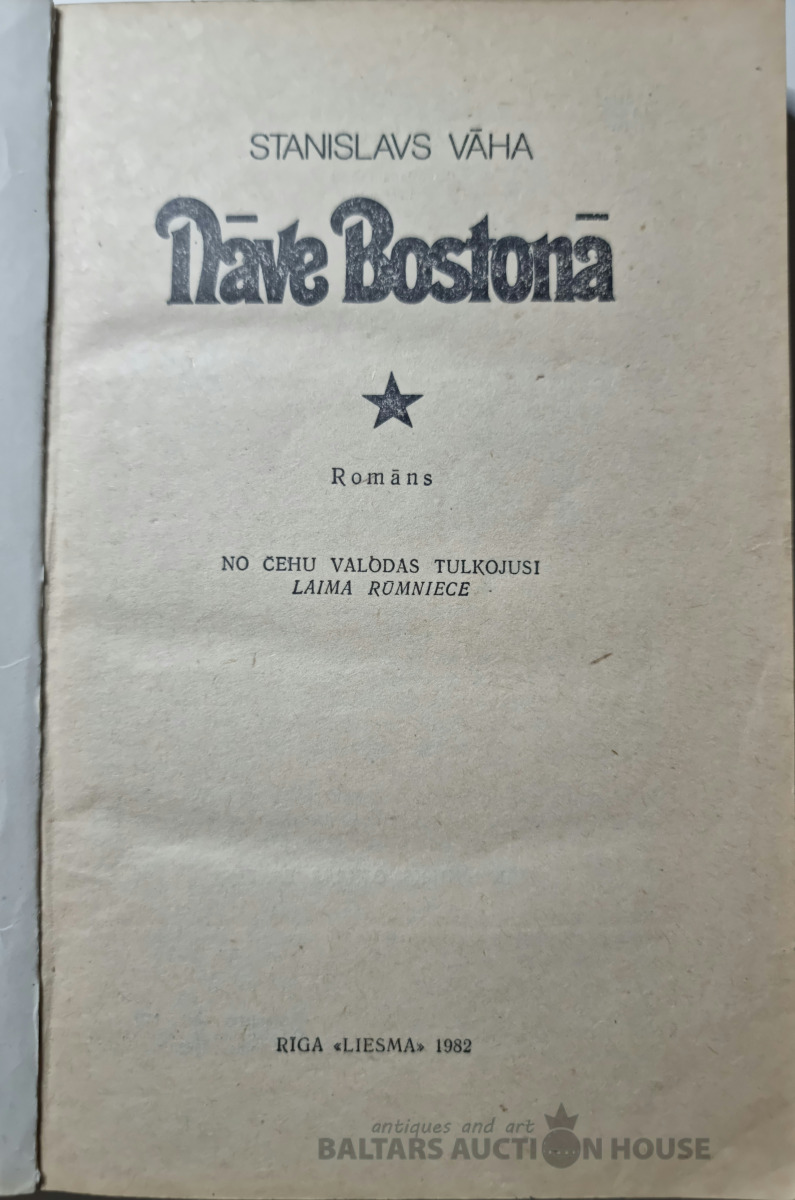 STANISLAVS VĀHA
Nāve Bostonā
Romāns
NO ČEHU VALODAS TULKOJUSI
LAIMA RŪMNIECE
RĪGA «LIESMA» 1982
antiques and art
BALTARS AUCTION HOUSE